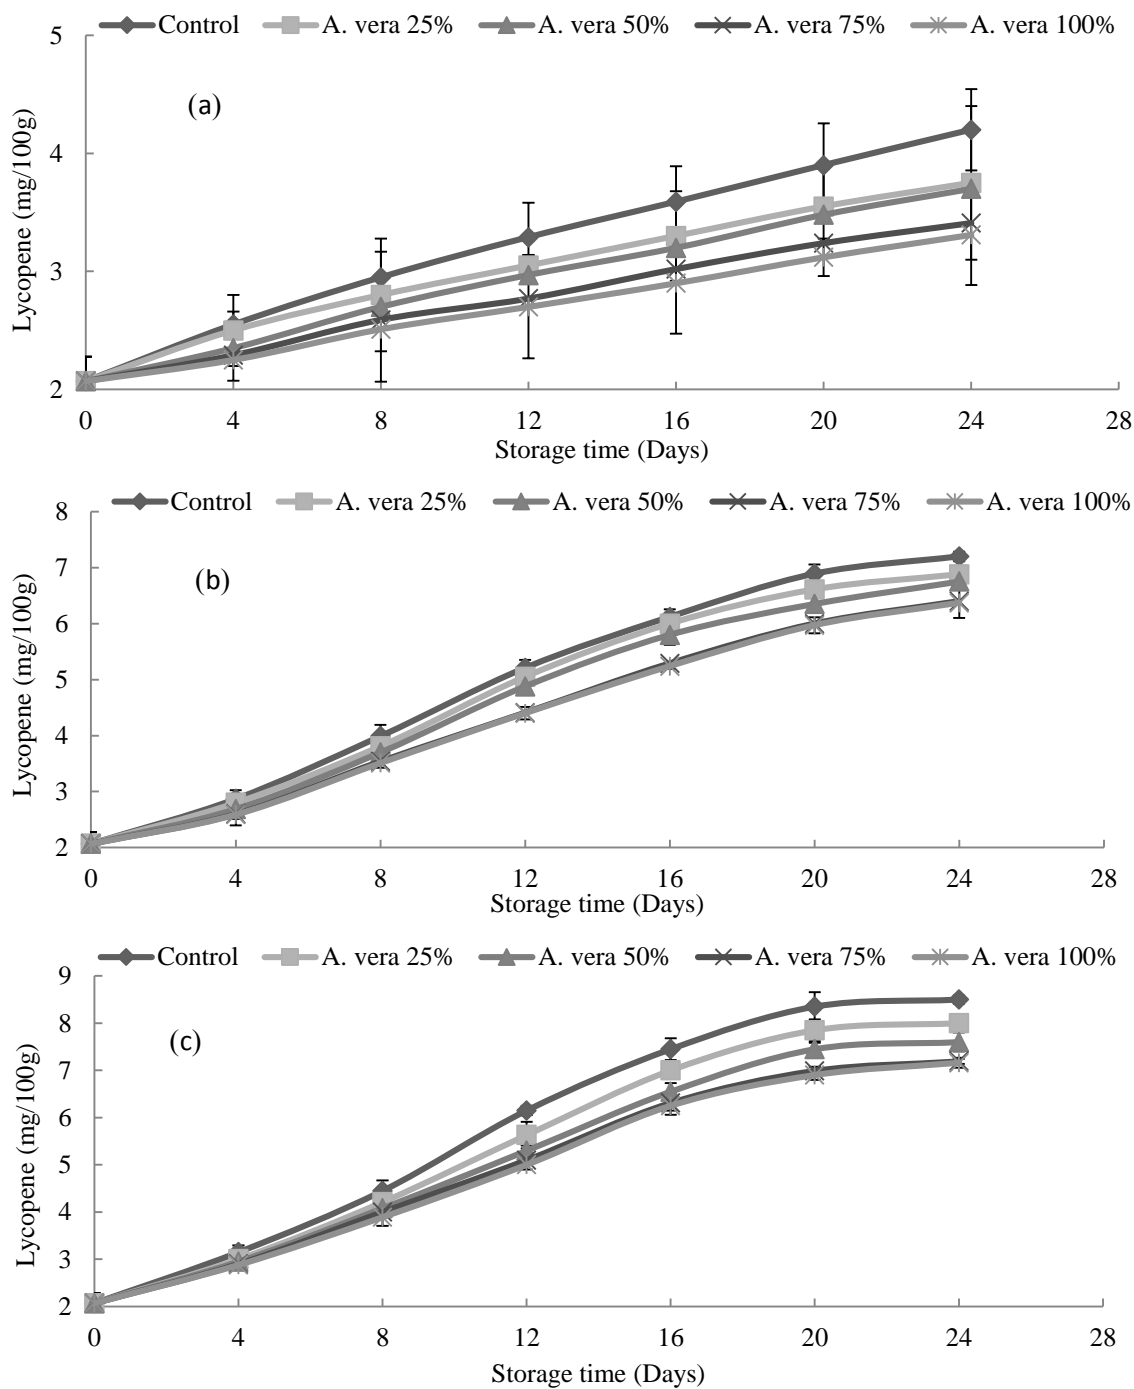 Control A. vera 25% A. vera 50% A. vera 75% A. vera 100%
5
(a)
4
Lycopene (mg/100g)
3
2
0 4 8 12 16 20 24 28
Storage time (Days)
Control A. vera 25% A. vera 50% A. vera 75% A. vera 100%
8
7
(b)
6
Lycopene (mg/100g)
5
4
3
2
0 4 8 12 16 20 24 28
Storage time (Days)
Control A. vera 25% A. vera 50% A. vera 75% A. vera 100%
9
8
(c)
7
Lycopene (mg/100g)
6
5
4
3
2
0 4 8 12 16 20 24 28
Storage time (Days)